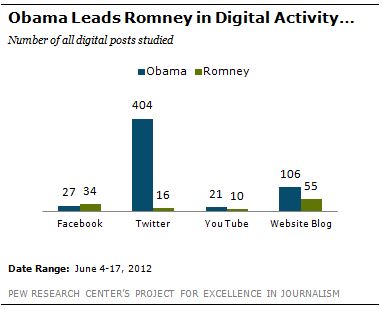 Obama Leads Romney in Digital Activity...
Number of all digital posts studied
Obama Romney
404
27 34
16
21 10
106
55
Facebook Twitter You Tube Website Blog
Date Range: June 4-17, 2012
PEW RESEARCH CENTER'S PROJECT FOR EXCELLENCE IN JOURNALISM